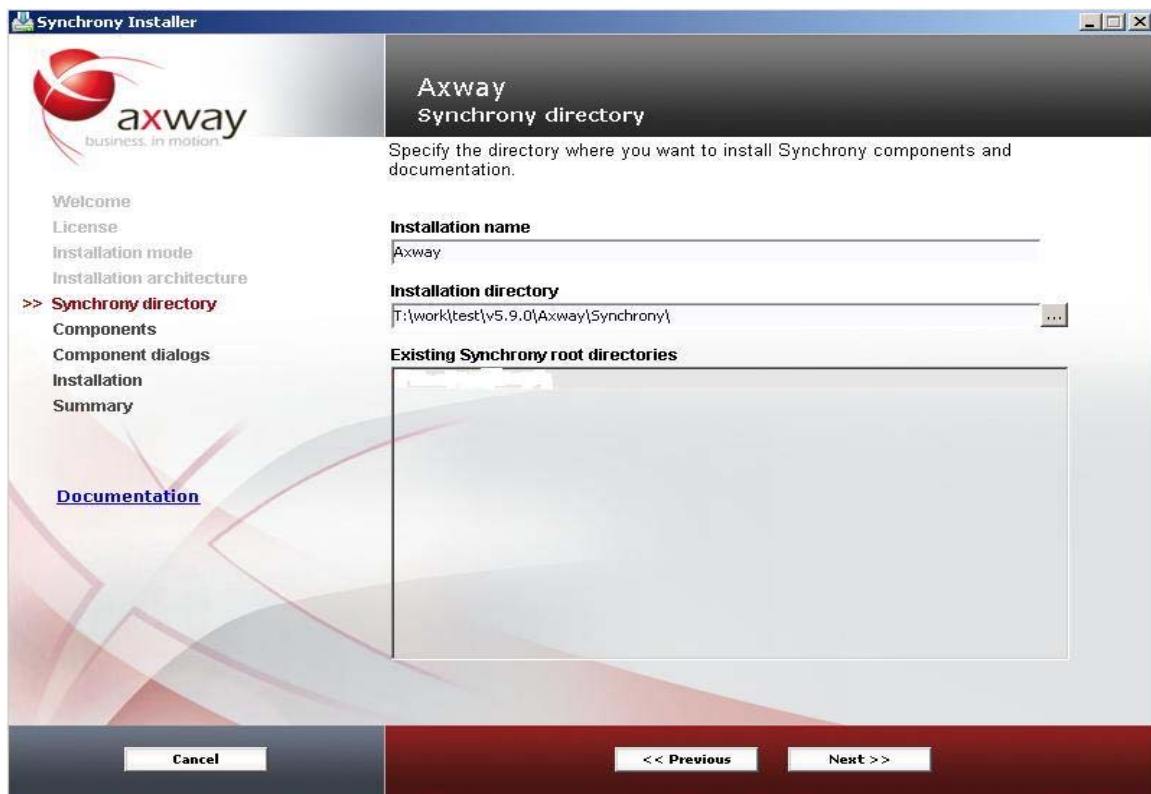 Synchrony Installer
axway
business. in motion.
Axway
Synchrony directory
Specify the directory where you want to install Synchrony components and
documentation.
Welcome
License
Installation mode
Installation architecture
>> Synchrony directory
Components
Component dialogs
Installation
Summary
Documentation
Installation name
Axway
Installation directory
T:\work\test\v5.9.0\Axway\Synchrony\
...
Existing Synchrony root directories
Cancel
<< Previous
Next >>